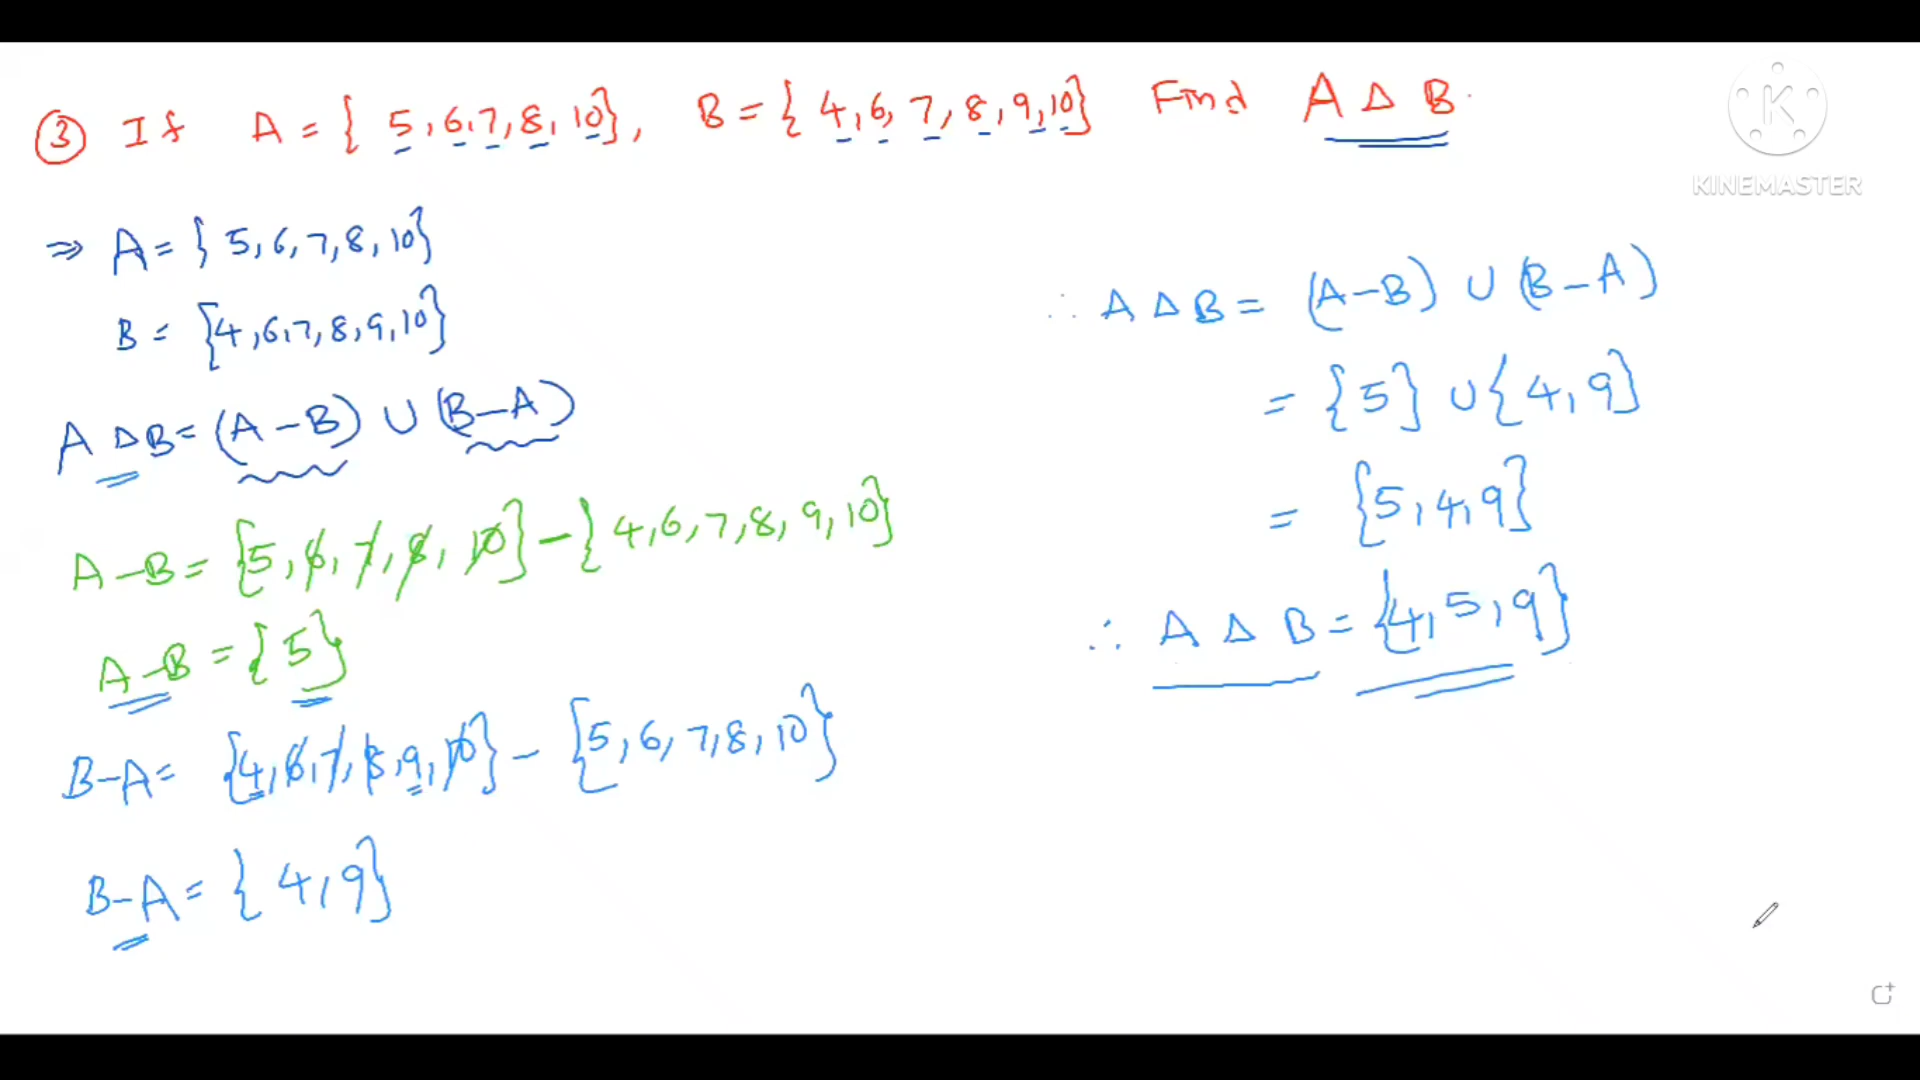 ③ If A = { 5, 6, 7, 8, 10}, B = { 4, 6, 7, 8, 9, 10} Find A Δ B.
KINEMASTER
⇒ A = { 5, 6, 7, 8, 10}
B = {4, 6, 7, 8, 9, 10}
A Δ B = (A - B) ∪ (B - A)
A - B = {5, 6, 7, 8, 10} - {4, 6, 7, 8, 9, 10}
A - B = {5}
B - A = {4, 6, 7, 8, 9, 10} - {5, 6, 7, 8, 10}
B - A = { 4, 9}
∴ A Δ B = (A - B) ∪ (B - A)
= {5} ∪ {4, 9}
= {5, 4, 9}
∴ A Δ B = {4, 5, 9}